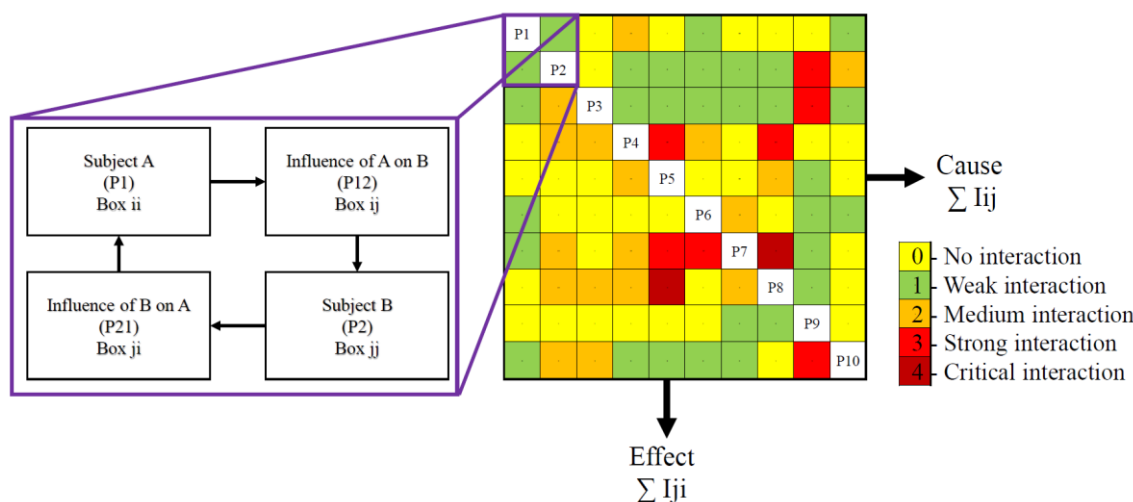 P1
P2
P3
P4
P5
P6
P7
P8
P9
P10
Subject A
(P1)
Box ii
Influence of A on B
(P12)
Box ij
Influence of B on A
(P21)
Box ji
Subject B
(P2)
Box jj
Cause
∑ Iij
Effect
∑ Iji
0 - No interaction
1 - Weak interaction
2 - Medium interaction
3 - Strong interaction
4 - Critical interaction